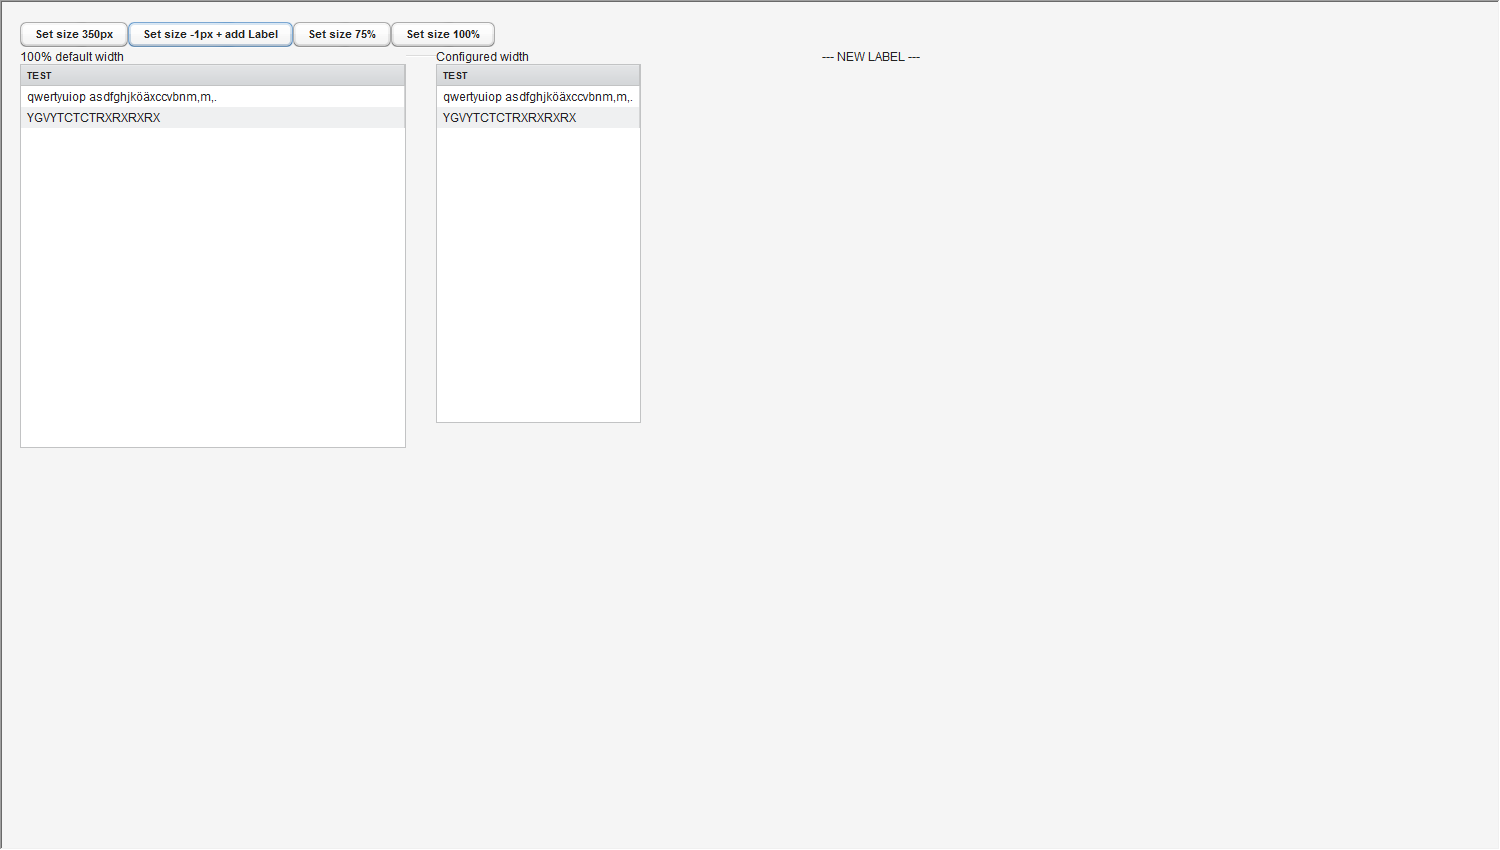 Set size 350px Set size -1px + add Label Set size 75% Set size 100%
100% default width Configured width --- NEW LABEL ---
TEST TEST
qwertyuiop asdfghjköäxccvbnm,m,. qwertyuiop asdfghjköäxccvbnm,m,.
YGVYTCTCTRXRXRXRX YGVYTCTCTRXRXRXRX